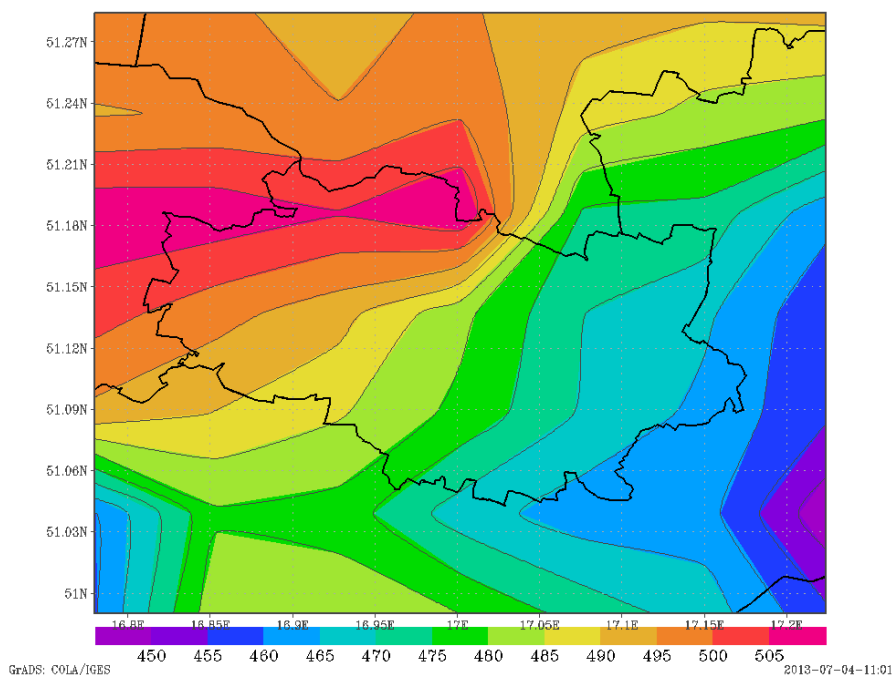 51.27N
51.24N
51.21N
51.18N
51.15N
51.12N
51.09N
51.06N
51.03N
51N
16.8E 16.85E 16.9E 16.95E 17E 17.05E 17.1E 17.15E 17.2E
450 455 460 465 470 475 480 485 490 495 500 505
GrADS: COLA/IGES 2013-07-04-11:01